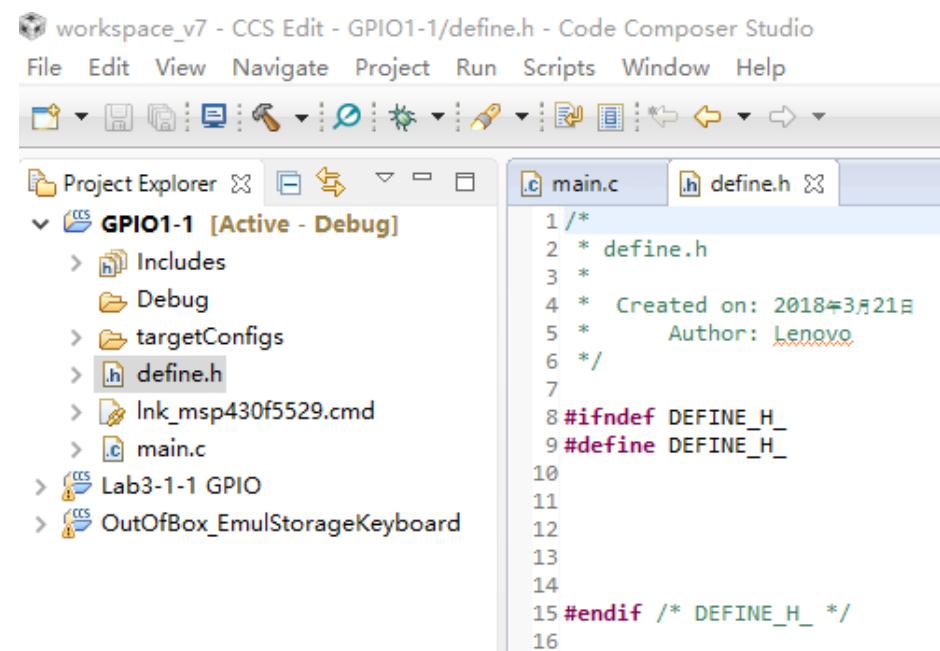 workspace_v7 - CCS Edit - GPIO1-1/define.h - Code Composer Studio
File Edit View Navigate Project Run Scripts Window Help
Project Explorer
GPIO1-1 [Active - Debug]
Includes
Debug
targetConfigs
define.h
lnk_msp430f5529.cmd
main.c
Lab3-1-1 GPIO
OutOfBox_EmulStorageKeyboard
main.c define.h
1 /*
2 * define.h
3 *
4 * Created on: 2018年3月21日
5 * Author: Lenovo
6 */
7
8 #ifndef DEFINE_H_
9 #define DEFINE_H_
10
11
12
13
14
15 #endif /* DEFINE_H_ */
16